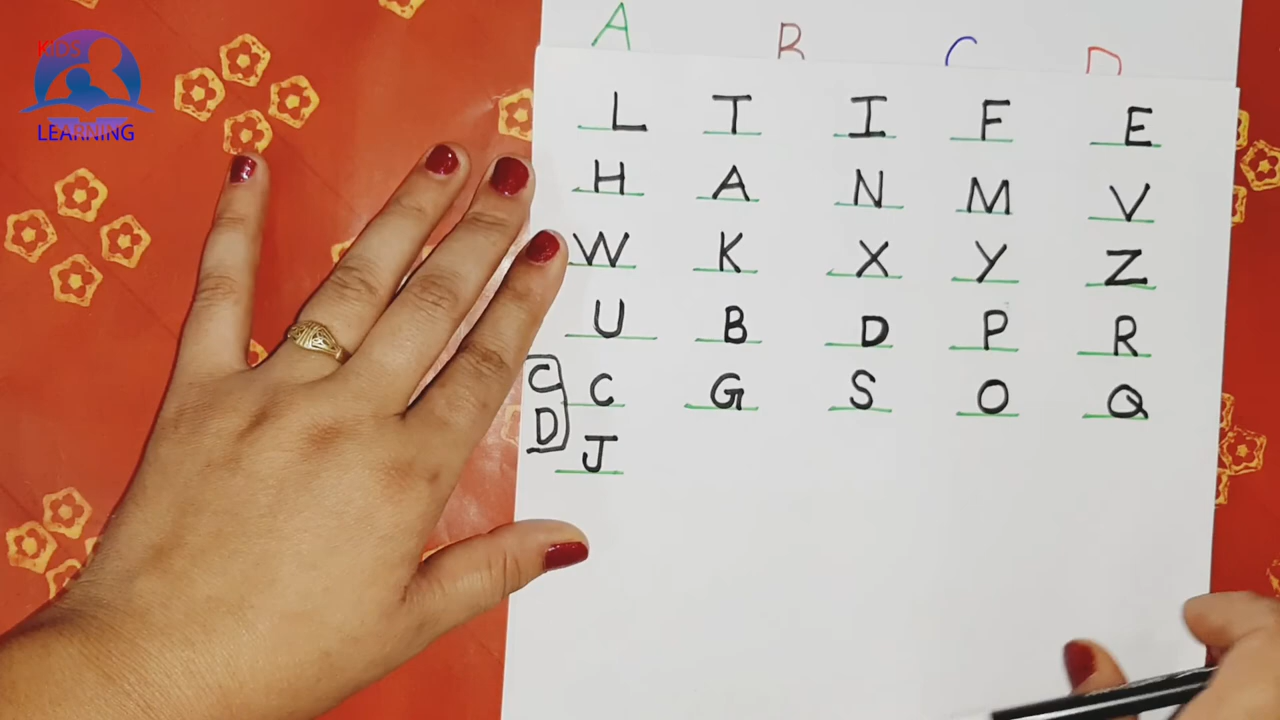 KIDS
LEARNING
A B C D
L T I F E
H A N M V
W K X Y Z
U B D P R
C C G S O Q
D J